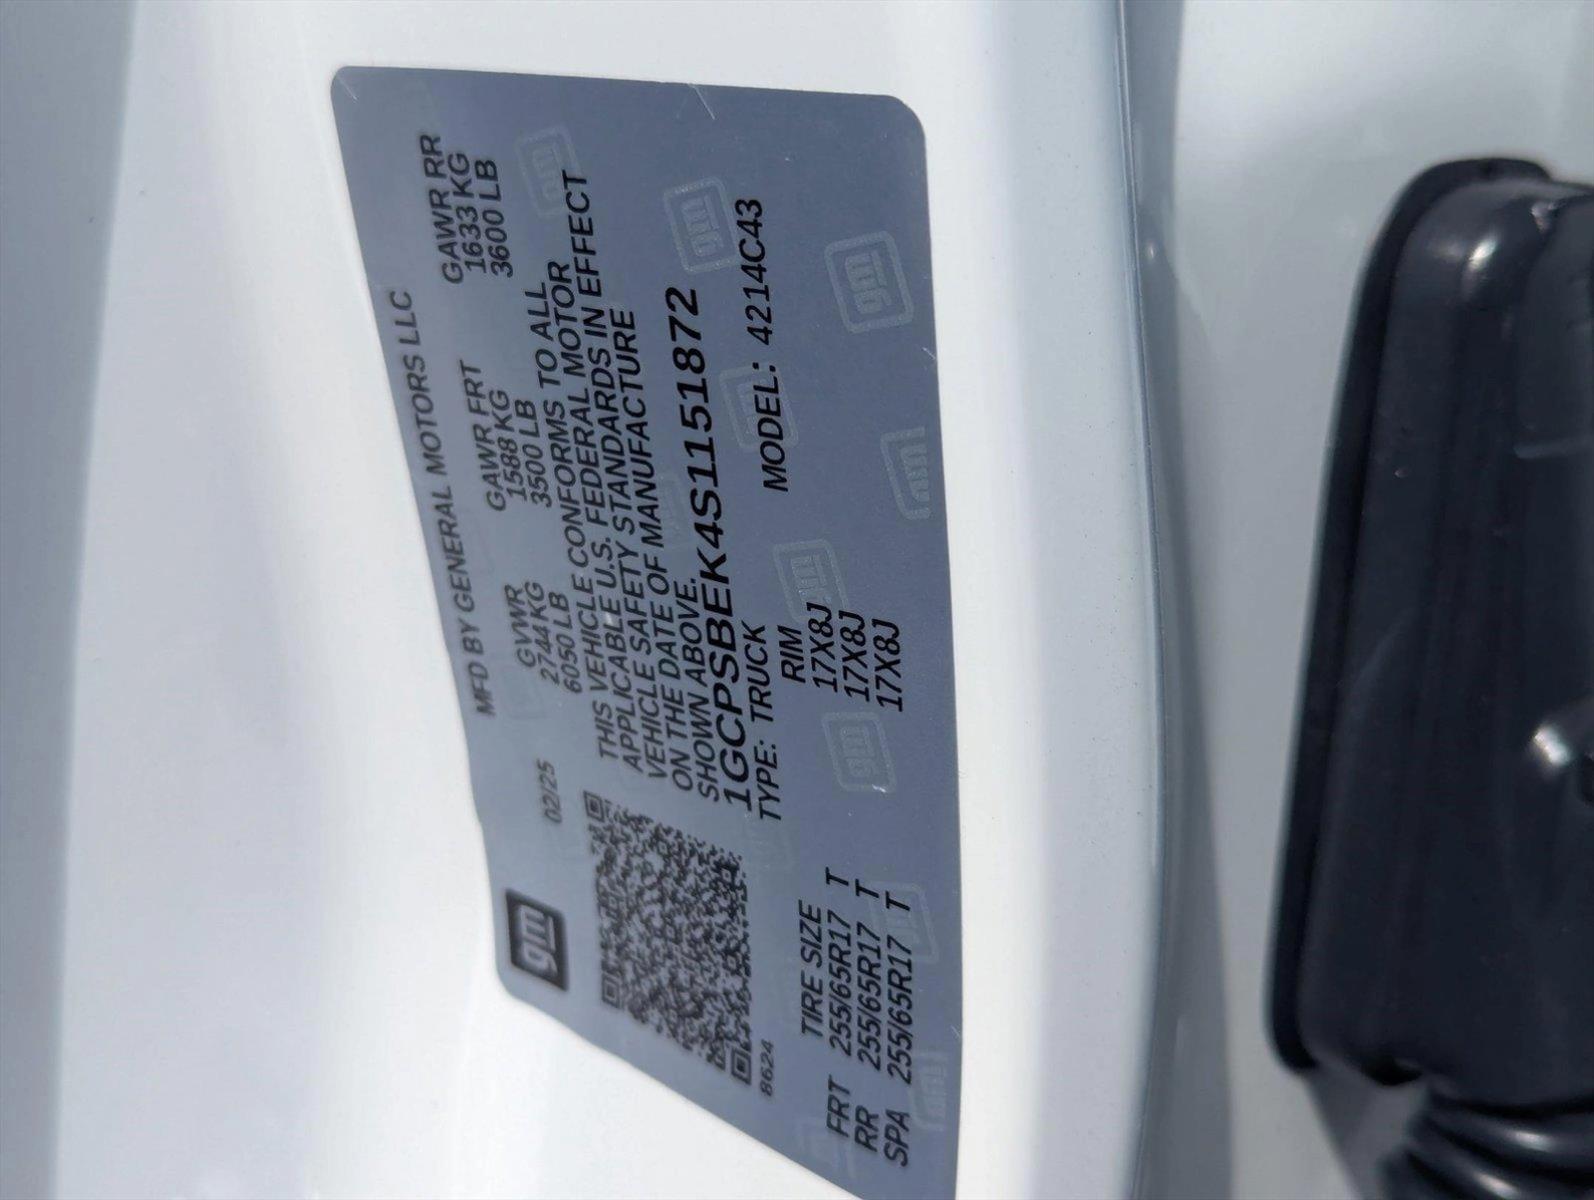 gm
MFD BY GENERAL MOTORS LLC
02/25
GVWR GAWR FRT GAWR RR
2744 KG 1588 KG 1633 KG
6050 LB 3500 LB 3600 LB
THIS VEHICLE CONFORMS TO ALL
APPLICABLE U.S. FEDERAL MOTOR
VEHICLE SAFETY STANDARDS IN EFFECT
ON THE DATE OF MANUFACTURE
SHOWN ABOVE.
1GCPSBEK4S1151872
TYPE: TRUCK MODEL: 4214C43
8624
TIRE SIZE RIM
FRT 255/65R17 T 17X8J
RR 255/65R17 T 17X8J
SPA 255/65R17 T 17X8J